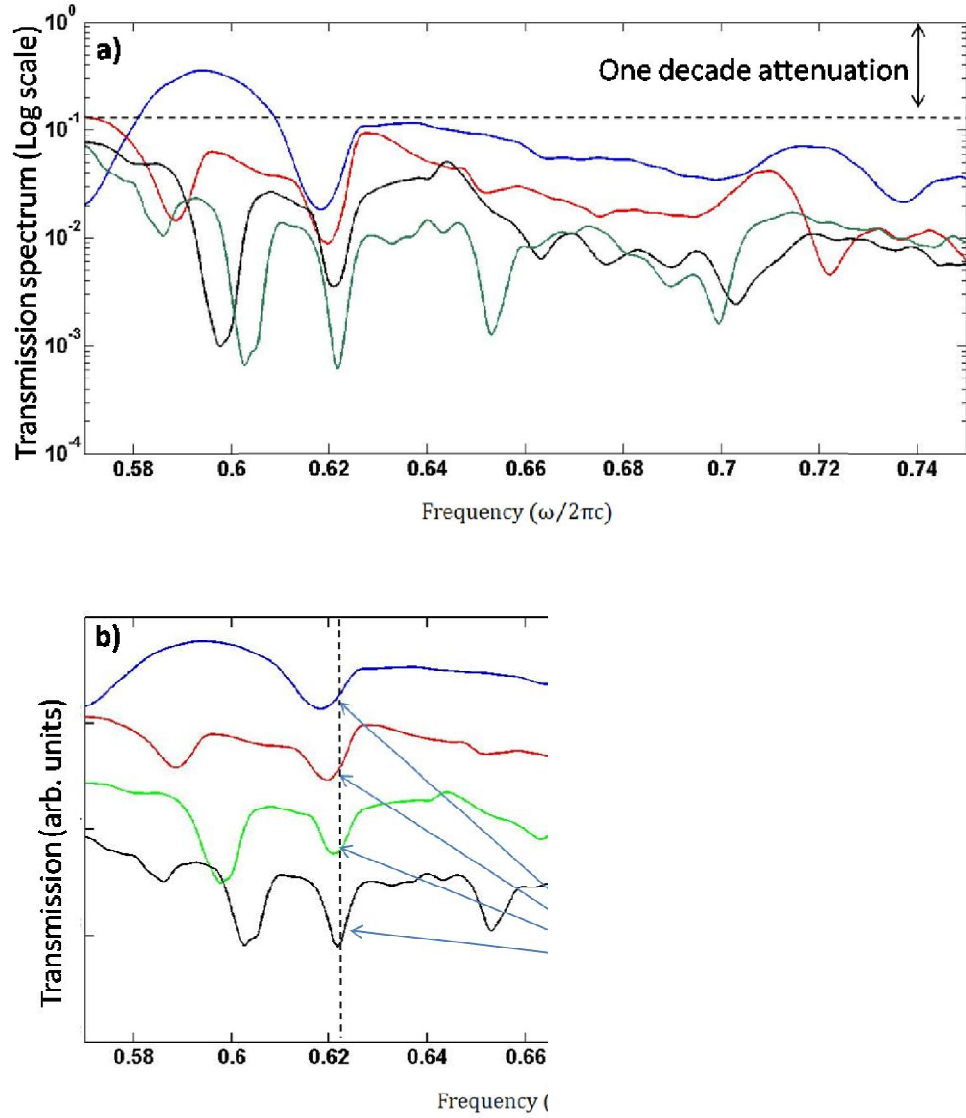 a)
One decade attenuation
Transmission spectrum (Log scale)
10^0
10^-1
10^-2
10^-3
10^-4
0.58 0.6 0.62 0.64 0.66 0.68 0.7 0.72 0.74
Frequency (ω/2πc)
b)
Transmission (arb. units)
0.58 0.6 0.62 0.64 0.66
Frequency (